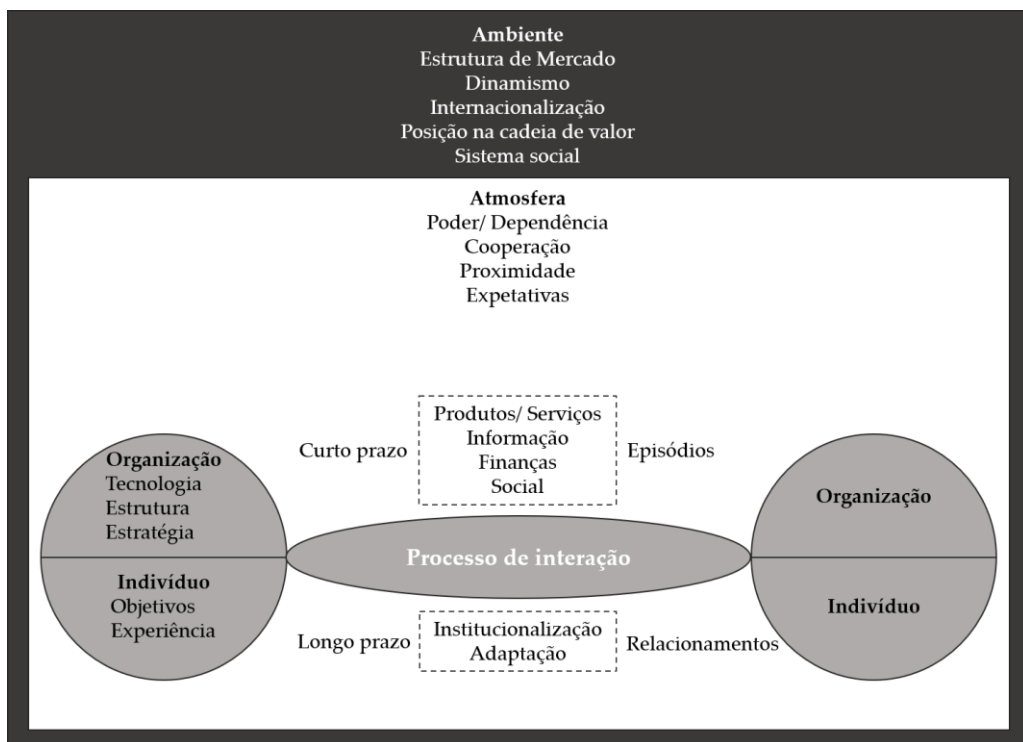 Ambiente
Estrutura de Mercado
Dinamismo
Internacionalização
Posição na cadeia de valor
Sistema social
Atmosfera
Poder/ Dependência
Cooperação
Proximidade
Expetativas
Curto prazo
Produtos/ Serviços
Informação
Finanças
Social
Episódios
Organização
Tecnologia
Estrutura
Estratégia
Indivíduo
Objetivos
Experiência
Processo de interação
Organização
Indivíduo
Longo prazo
Institucionalização
Adaptação
Relacionamentos